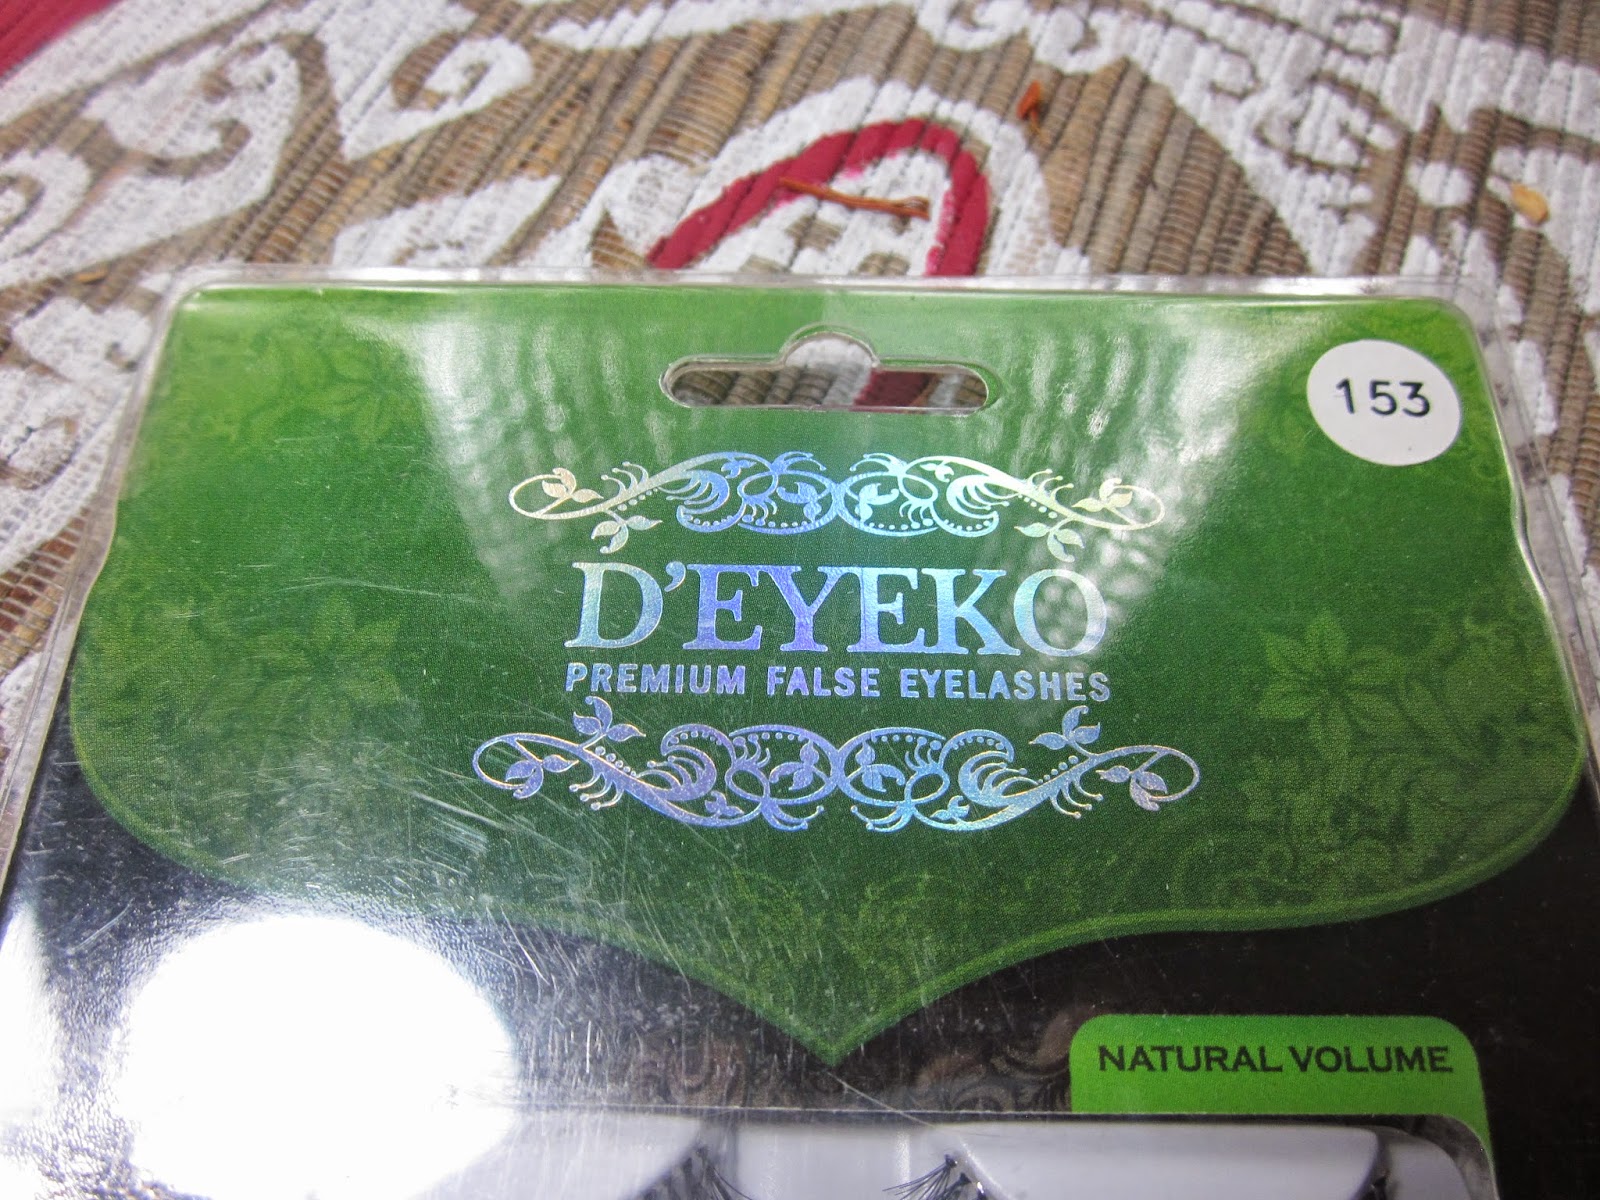 153
D'EYEKO
PREMIUM FALSE EYELASHES
NATURAL VOLUME